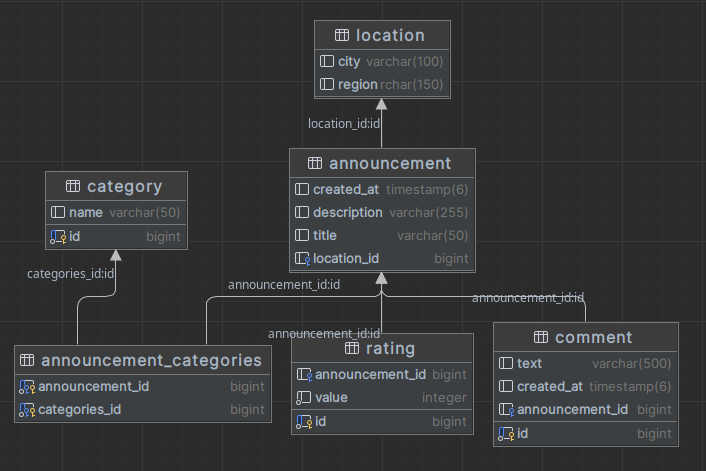 location
city varchar(100)
region rchar(150)
location_id:id
announcement
created_at timestamp(6)
description varchar(255)
title varchar(50)
location_id bigint
category
name varchar(50)
id bigint
categories_id:id
announcement_id:id
announcement_id:id
announcement_id:id
announcement_categories
announcement_id bigint
categories_id bigint
rating
announcement_id bigint
value integer
id bigint
comment
text varchar(500)
created_at timestamp(6)
announcement_id bigint
id bigint